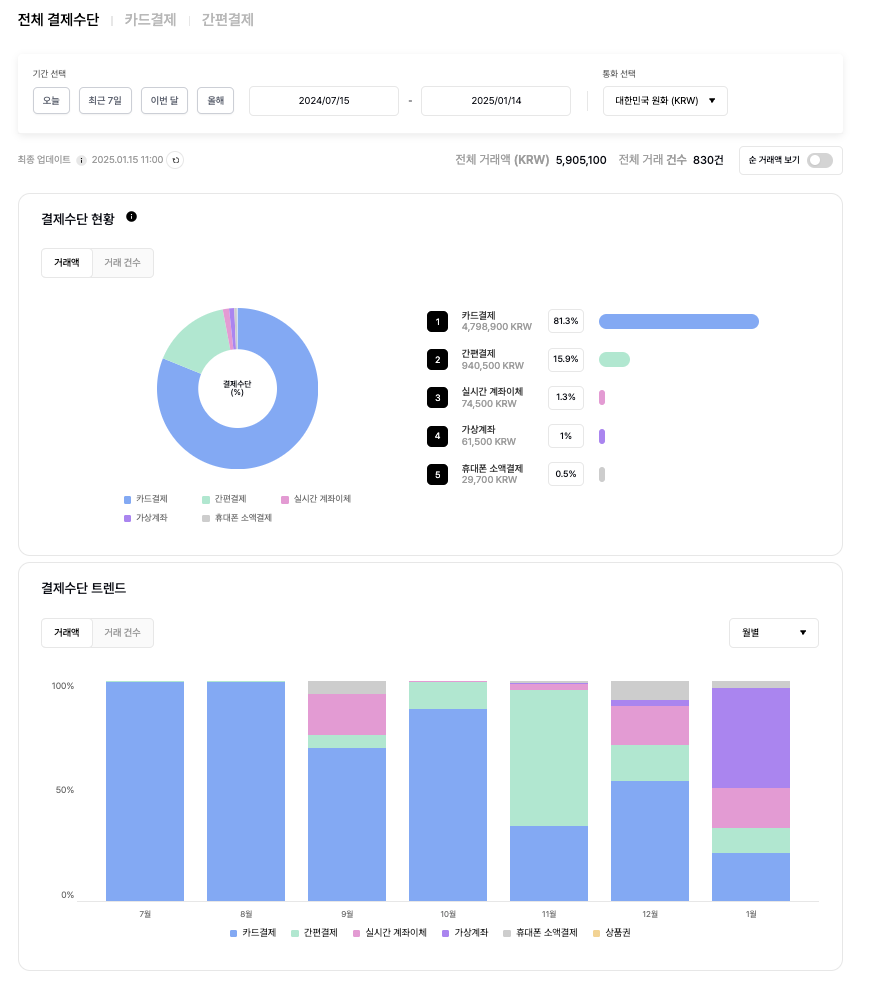 전체 결제수단 카드결제 간편결제
기간 선택 통화 선택
오늘 최근 7일 이번 달 올해 2024/07/15 - 2025/01/14 대한민국 원화 (KRW)
최종 업데이트 2025.01.15 11:00 전체 거래액 (KRW) 5,905,100 전체 거래 건수 830건 순 거래액 보기
결제수단 현황
거래액 거래 건수
결제수단
(%)
카드결제 간편결제 실시간 계좌이체
가상계좌 휴대폰 소액결제
1 카드결제 81.3%
4,798,900 KRW
2 간편결제 15.9%
940,500 KRW
3 실시간 계좌이체 1.3%
74,500 KRW
4 가상계좌 1%
61,500 KRW
5 휴대폰 소액결제 0.5%
29,700 KRW
결제수단 트렌드
거래액 거래 건수 월별
100%
50%
0%
7월 8월 9월 10월 11월 12월 1월
카드결제 간편결제 실시간 계좌이체 가상계좌 휴대폰 소액결제 상품권